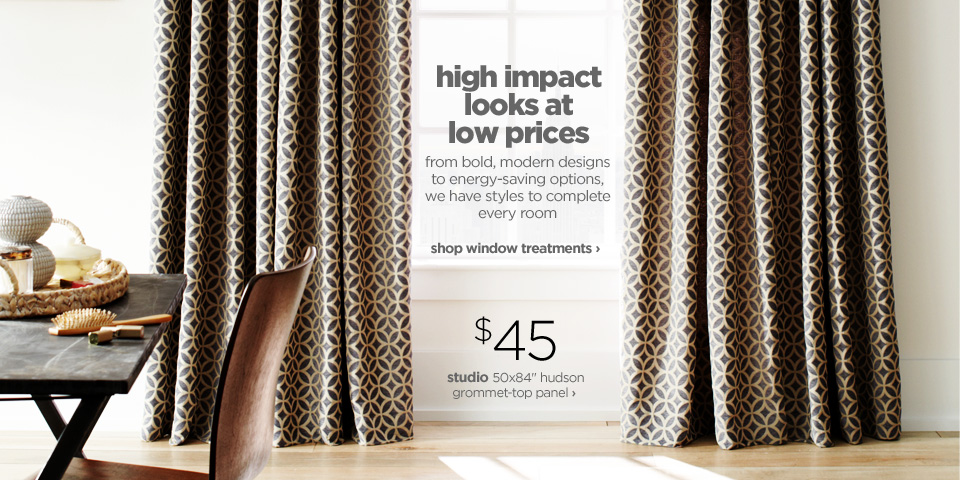 high impact
looks at
low prices
from bold, modern designs
to energy-saving options,
we have styles to complete
every room
shop window treatments ›
$45
studio 50x84" hudson
grommet-top panel ›